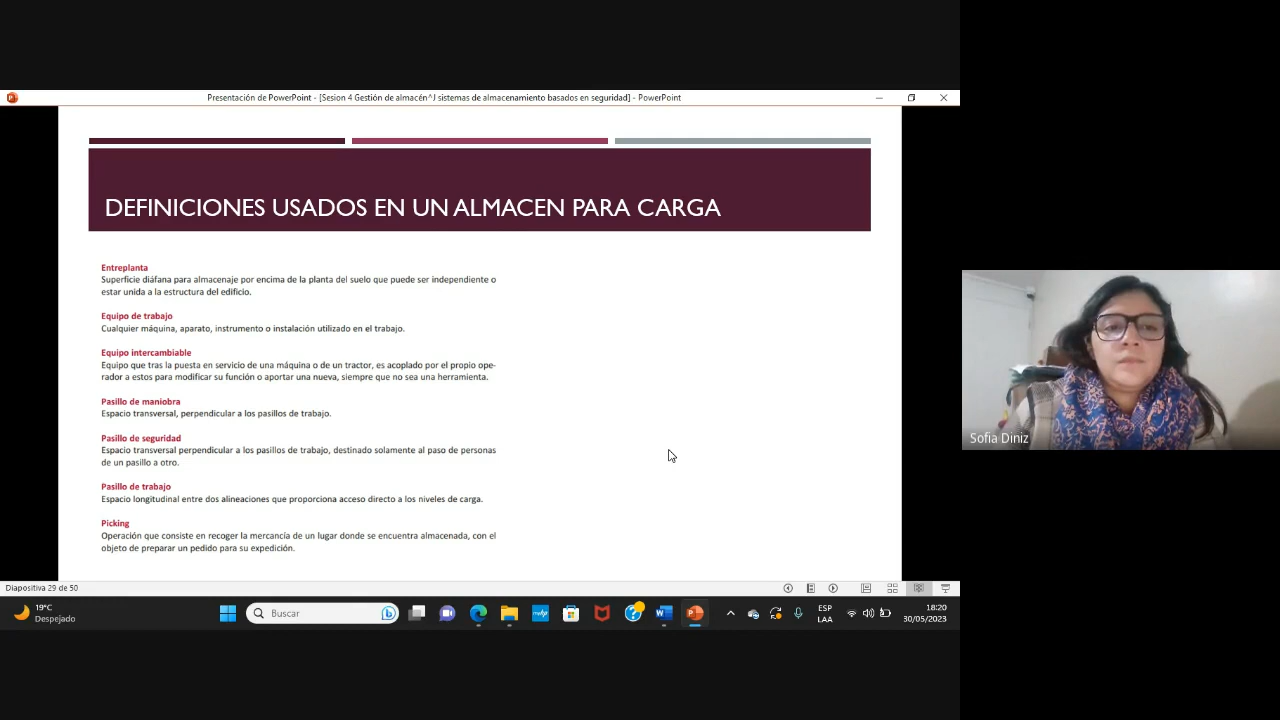 Presentación de PowerPoint - [Sesion 4 Gestión de almacén^J sistemas de almacenamiento basados en seguridad] - PowerPoint
DEFINICIONES USADOS EN UN ALMACEN PARA CARGA
Entreplanta
Superficie diáfana para almacenaje por encima de la planta del suelo que puede ser independiente o
estar unida a la estructura del edificio.
Equipo de trabajo
Cualquier máquina, aparato, instrumento o instalación utilizado en el trabajo.
Equipo intercambiable
Equipo que tras la puesta en servicio de una máquina o de un tractor, es acoplado por el propio ope-
rador a estos para modificar su función o aportar una nueva, siempre que no sea una herramienta.
Pasillo de maniobra
Espacio transversal, perpendicular a los pasillos de trabajo.
Pasillo de seguridad
Espacio transversal perpendicular a los pasillos de trabajo, destinado solamente al paso de personas
de un pasillo a otro.
Pasillo de trabajo
Espacio longitudinal entre dos alineaciones que proporciona acceso directo a los niveles de carga.
Picking
Operación que consiste en recoger la mercancía de un lugar donde se encuentra almacenada, con el
objeto de preparar un pedido para su expedición.
Sofia Diniz
Diapositiva 29 de 50
19°C
Despejado
Buscar
ESP
LAA
18:20
30/05/2023